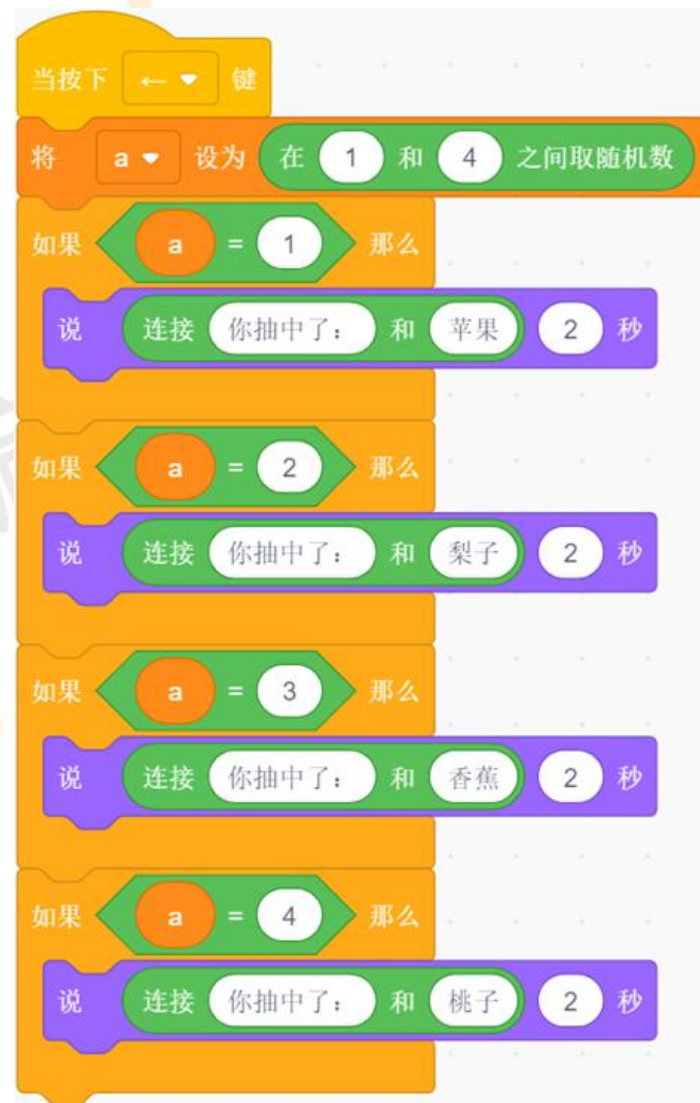 当按下 ← 键
将 a 设为 在 1 和 4 之间取随机数
如果 a = 1 那么
说 连接 你抽中了： 和 苹果 2 秒
如果 a = 2 那么
说 连接 你抽中了： 和 梨子 2 秒
如果 a = 3 那么
说 连接 你抽中了： 和 香蕉 2 秒
如果 a = 4 那么
说 连接 你抽中了： 和 桃子 2 秒